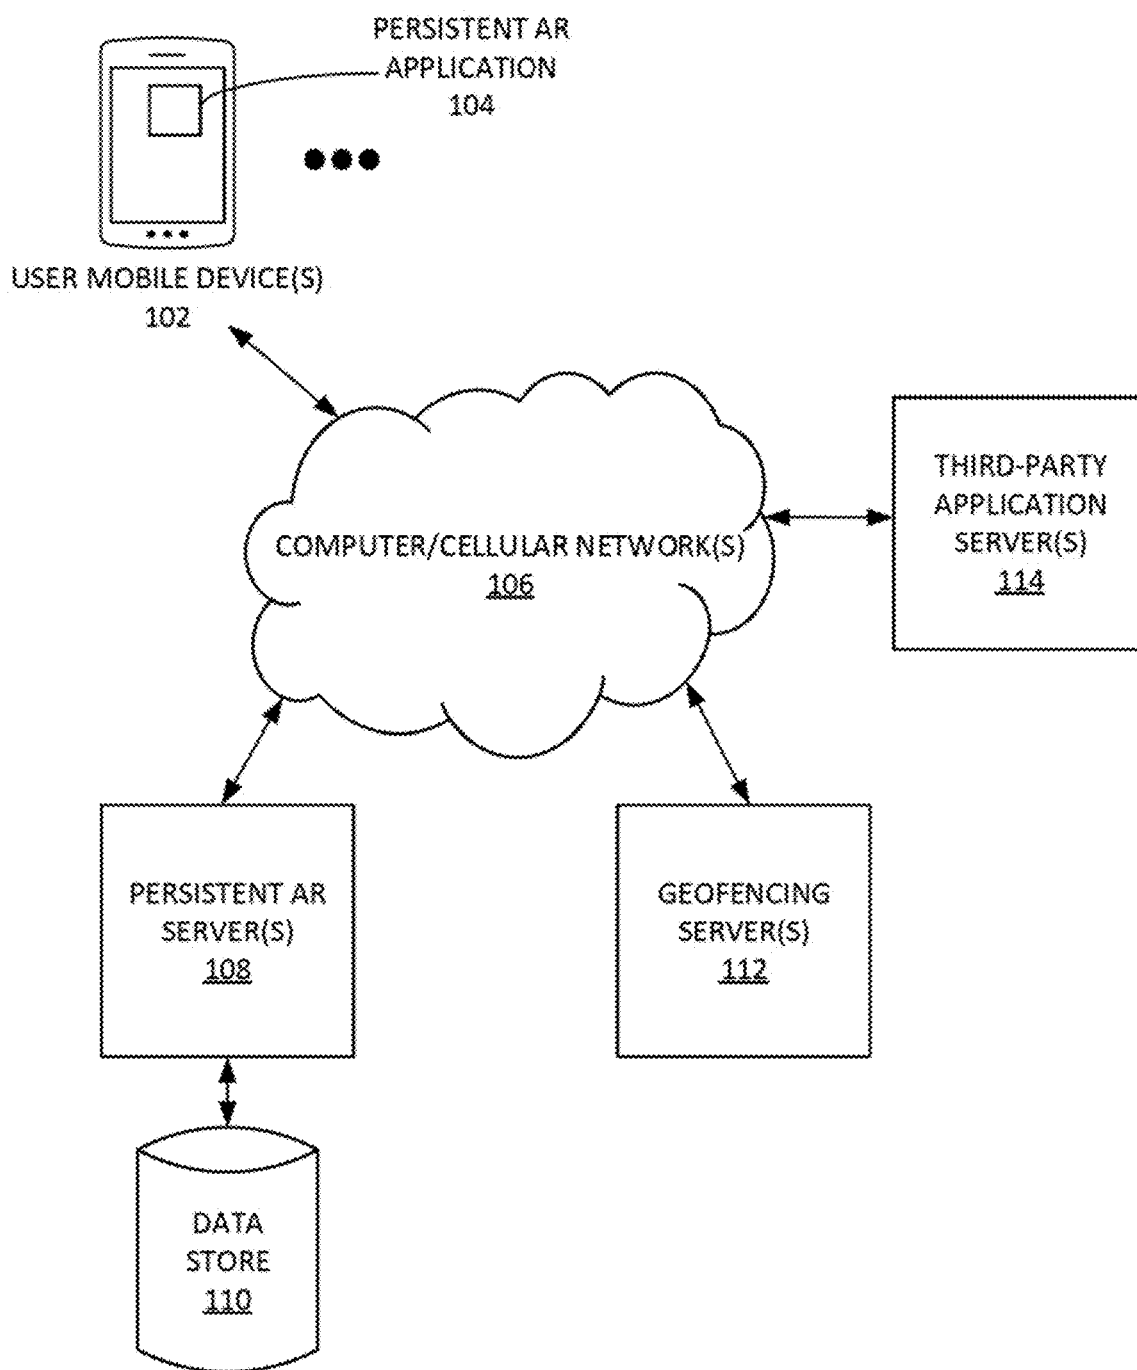 PERSISTENT AR
APPLICATION
104
USER MOBILE DEVICE(S)
102
COMPUTER/CELLULAR NETWORK(S)
106
THIRD-PARTY
APPLICATION
SERVER(S)
114
PERSISTENT AR
SERVER(S)
108
GEOFENCING
SERVER(S)
112
DATA
STORE
110